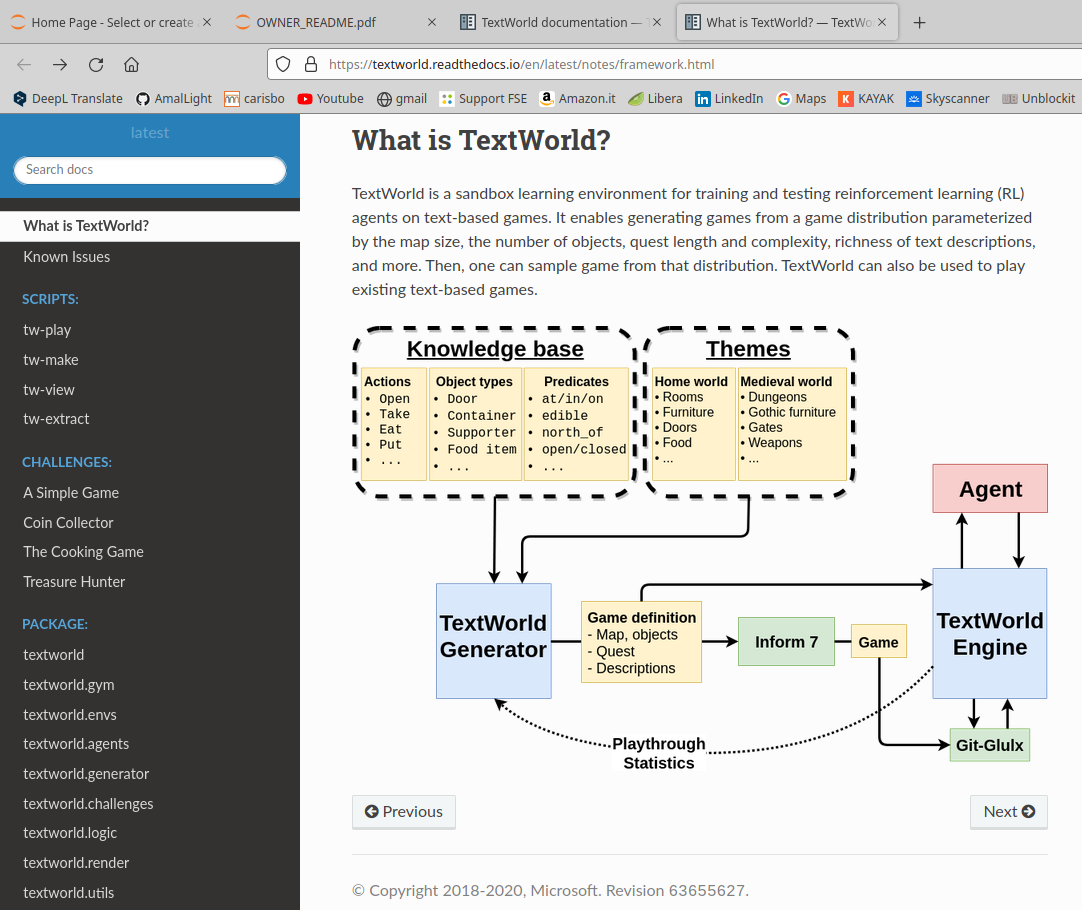 Home Page - Select or create
OWNER_README.pdf
TextWorld documentation —
What is TextWorld? — TextWo
https://textworld.readthedocs.io/en/latest/notes/framework.html
DeepL Translate
AmalLight
carisbo
Youtube
gmail
Support FSE
Amazon.it
Libera
LinkedIn
Maps
KAYAK
Skyscanner
Unblockit
latest
Search docs
What is TextWorld?
Known Issues
SCRIPTS:
tw-play
tw-make
tw-view
tw-extract
CHALLENGES:
A Simple Game
Coin Collector
The Cooking Game
Treasure Hunter
PACKAGE:
textworld
textworld.gym
textworld.envs
textworld.agents
textworld.generator
textworld.challenges
textworld.logic
textworld.render
textworld.utils
What is TextWorld?
TextWorld is a sandbox learning environment for training and testing reinforcement learning (RL)
agents on text-based games. It enables generating games from a game distribution parameterized
by the map size, the number of objects, quest length and complexity, richness of text descriptions,
and more. Then, one can sample game from that distribution. TextWorld can also be used to play
existing text-based games.
Knowledge base
Actions
• Open
• Take
• Eat
• Put
• ...
Object types
• Door
• Container
• Supporter
• Food item
• ...
Predicates
• at/in/on
• edible
• north_of
• open/closed
• ...
Themes
Home world
• Rooms
• Furniture
• Doors
• Food
• ...
Medieval world
• Dungeons
• Gothic furniture
• Gates
• Weapons
• ...
Agent
TextWorld
Generator
Game definition
- Map, objects
- Quest
- Descriptions
Inform 7
Game
TextWorld
Engine
Git-Glulx
Playthrough
Statistics
Previous
Next
© Copyright 2018-2020, Microsoft. Revision 63655627.